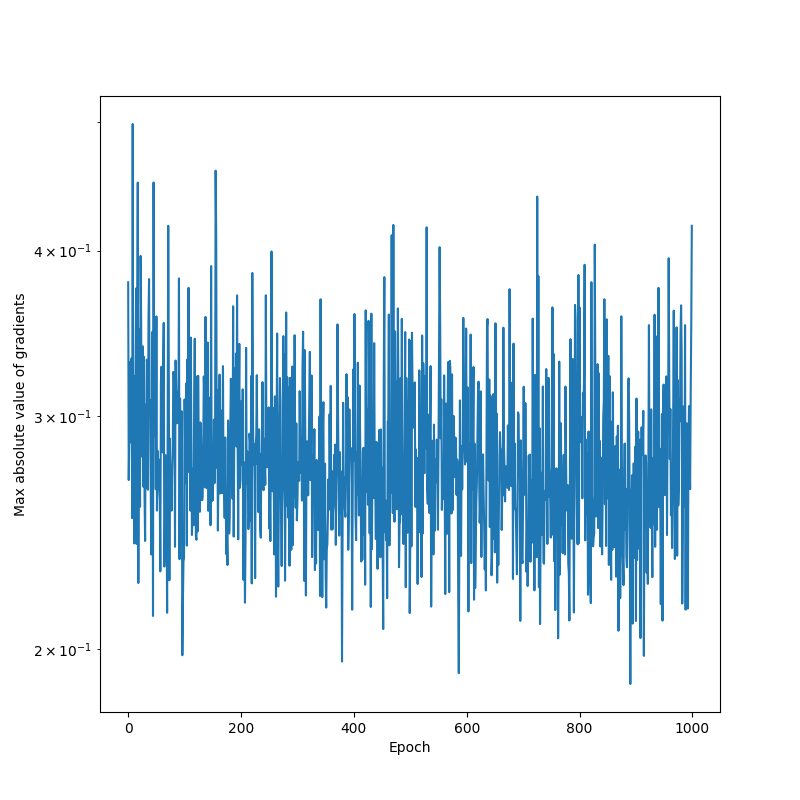 Max absolute value of gradients
4 × 10⁻¹
3 × 10⁻¹
2 × 10⁻¹
0 200 400 600 800 1000
Epoch